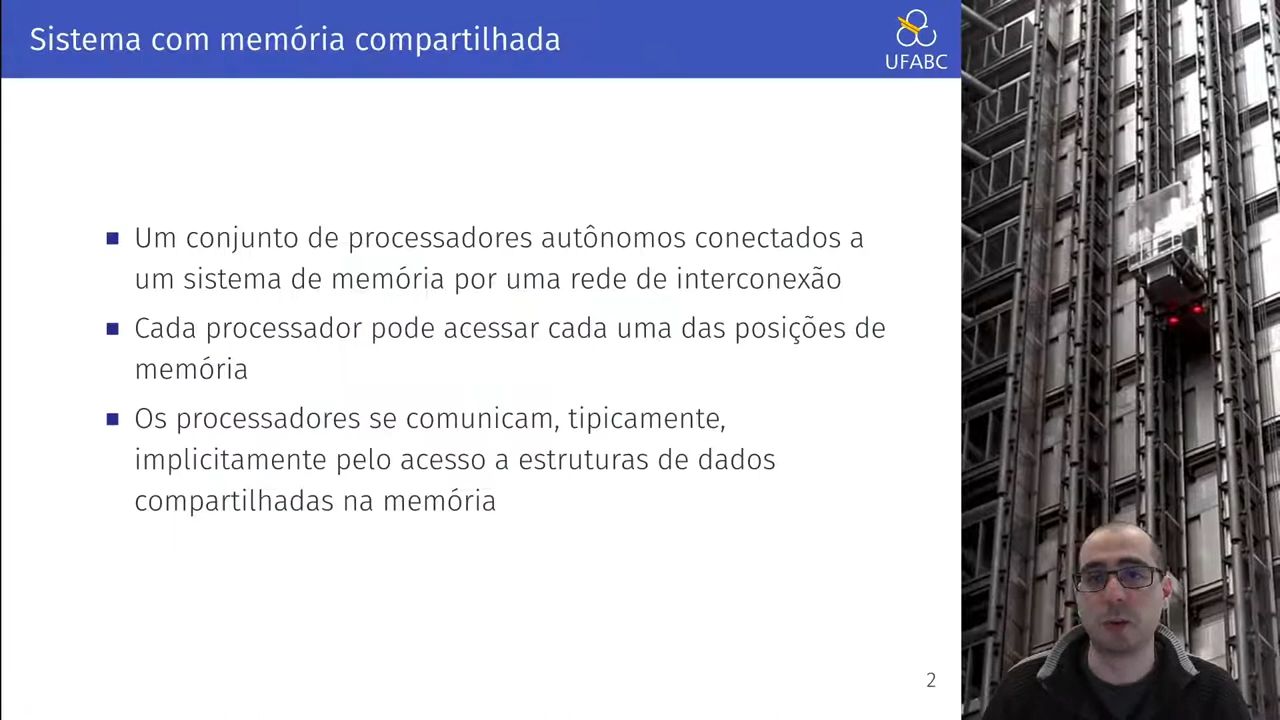 Sistema com memória compartilhada
UFABC
Um conjunto de processadores autônomos conectados a
um sistema de memória por uma rede de interconexão
Cada processador pode acessar cada uma das posições de
memória
Os processadores se comunicam, tipicamente,
implicitamente pelo acesso a estruturas de dados
compartilhadas na memória
2